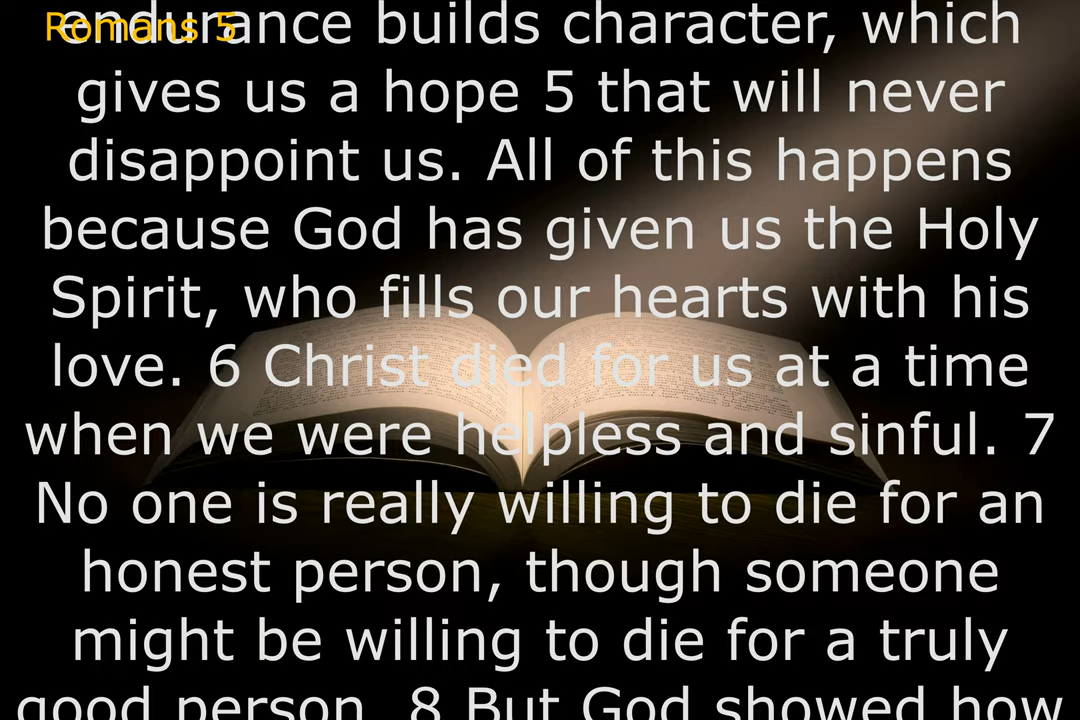 Romans 5
endurance builds character, which
gives us a hope 5 that will never
disappoint us. All of this happens
because God has given us the Holy
Spirit, who fills our hearts with his
love. 6 Christ died for us at a time
when we were helpless and sinful. 7
No one is really willing to die for an
honest person, though someone
might be willing to die for a truly
good person. 8 But God showed how